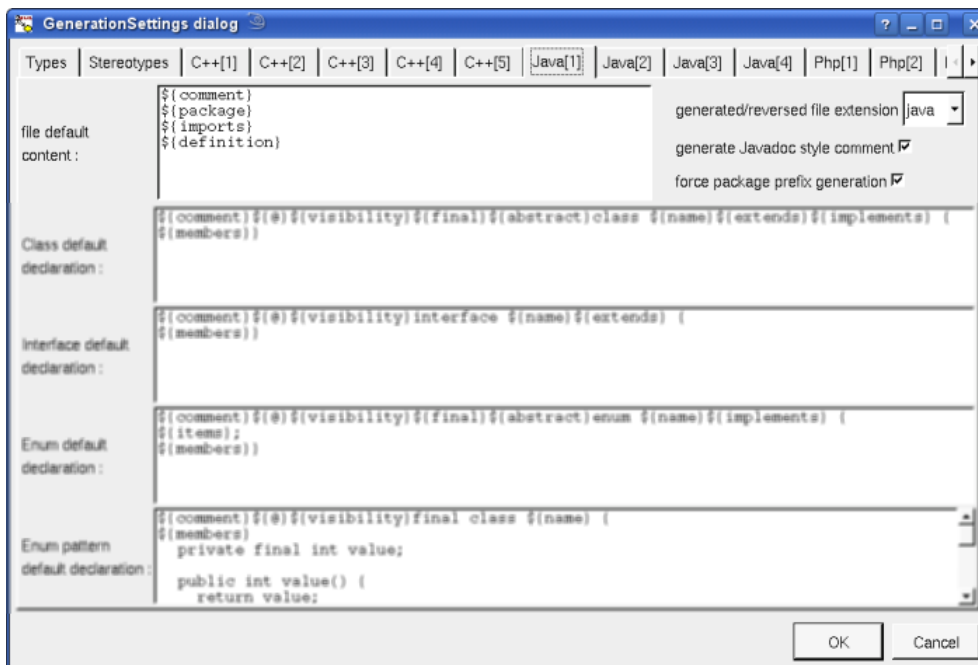 GenerationSettings dialog
Types Stereotypes C++[1] C++[2] C++[3] C++[4] C++[5] Java[1] Java[2] Java[3] Java[4] Php[1] Php[2]
file default
content :
${comment}
${package}
${imports}
${definition}
generated/reversed file extension java
generate Javadoc style comment
force package prefix generation
Class default
declaration :
${comment}${@}${visibility}${final}${abstract}class ${name}${extends}${implements} {
${members}}
Interface default
declaration :
${comment}${@}${visibility}interface ${name}${extends} {
${members}}
Enum default
declaration :
${comment}${@}${visibility}${final}${abstract}enum ${name}${implements} {
${items};
${members}}
Enum pattern
default declaration :
${comment}${@}${visibility}final class ${name} {
${members}
private final int value;
public int value() {
return value;
OK Cancel